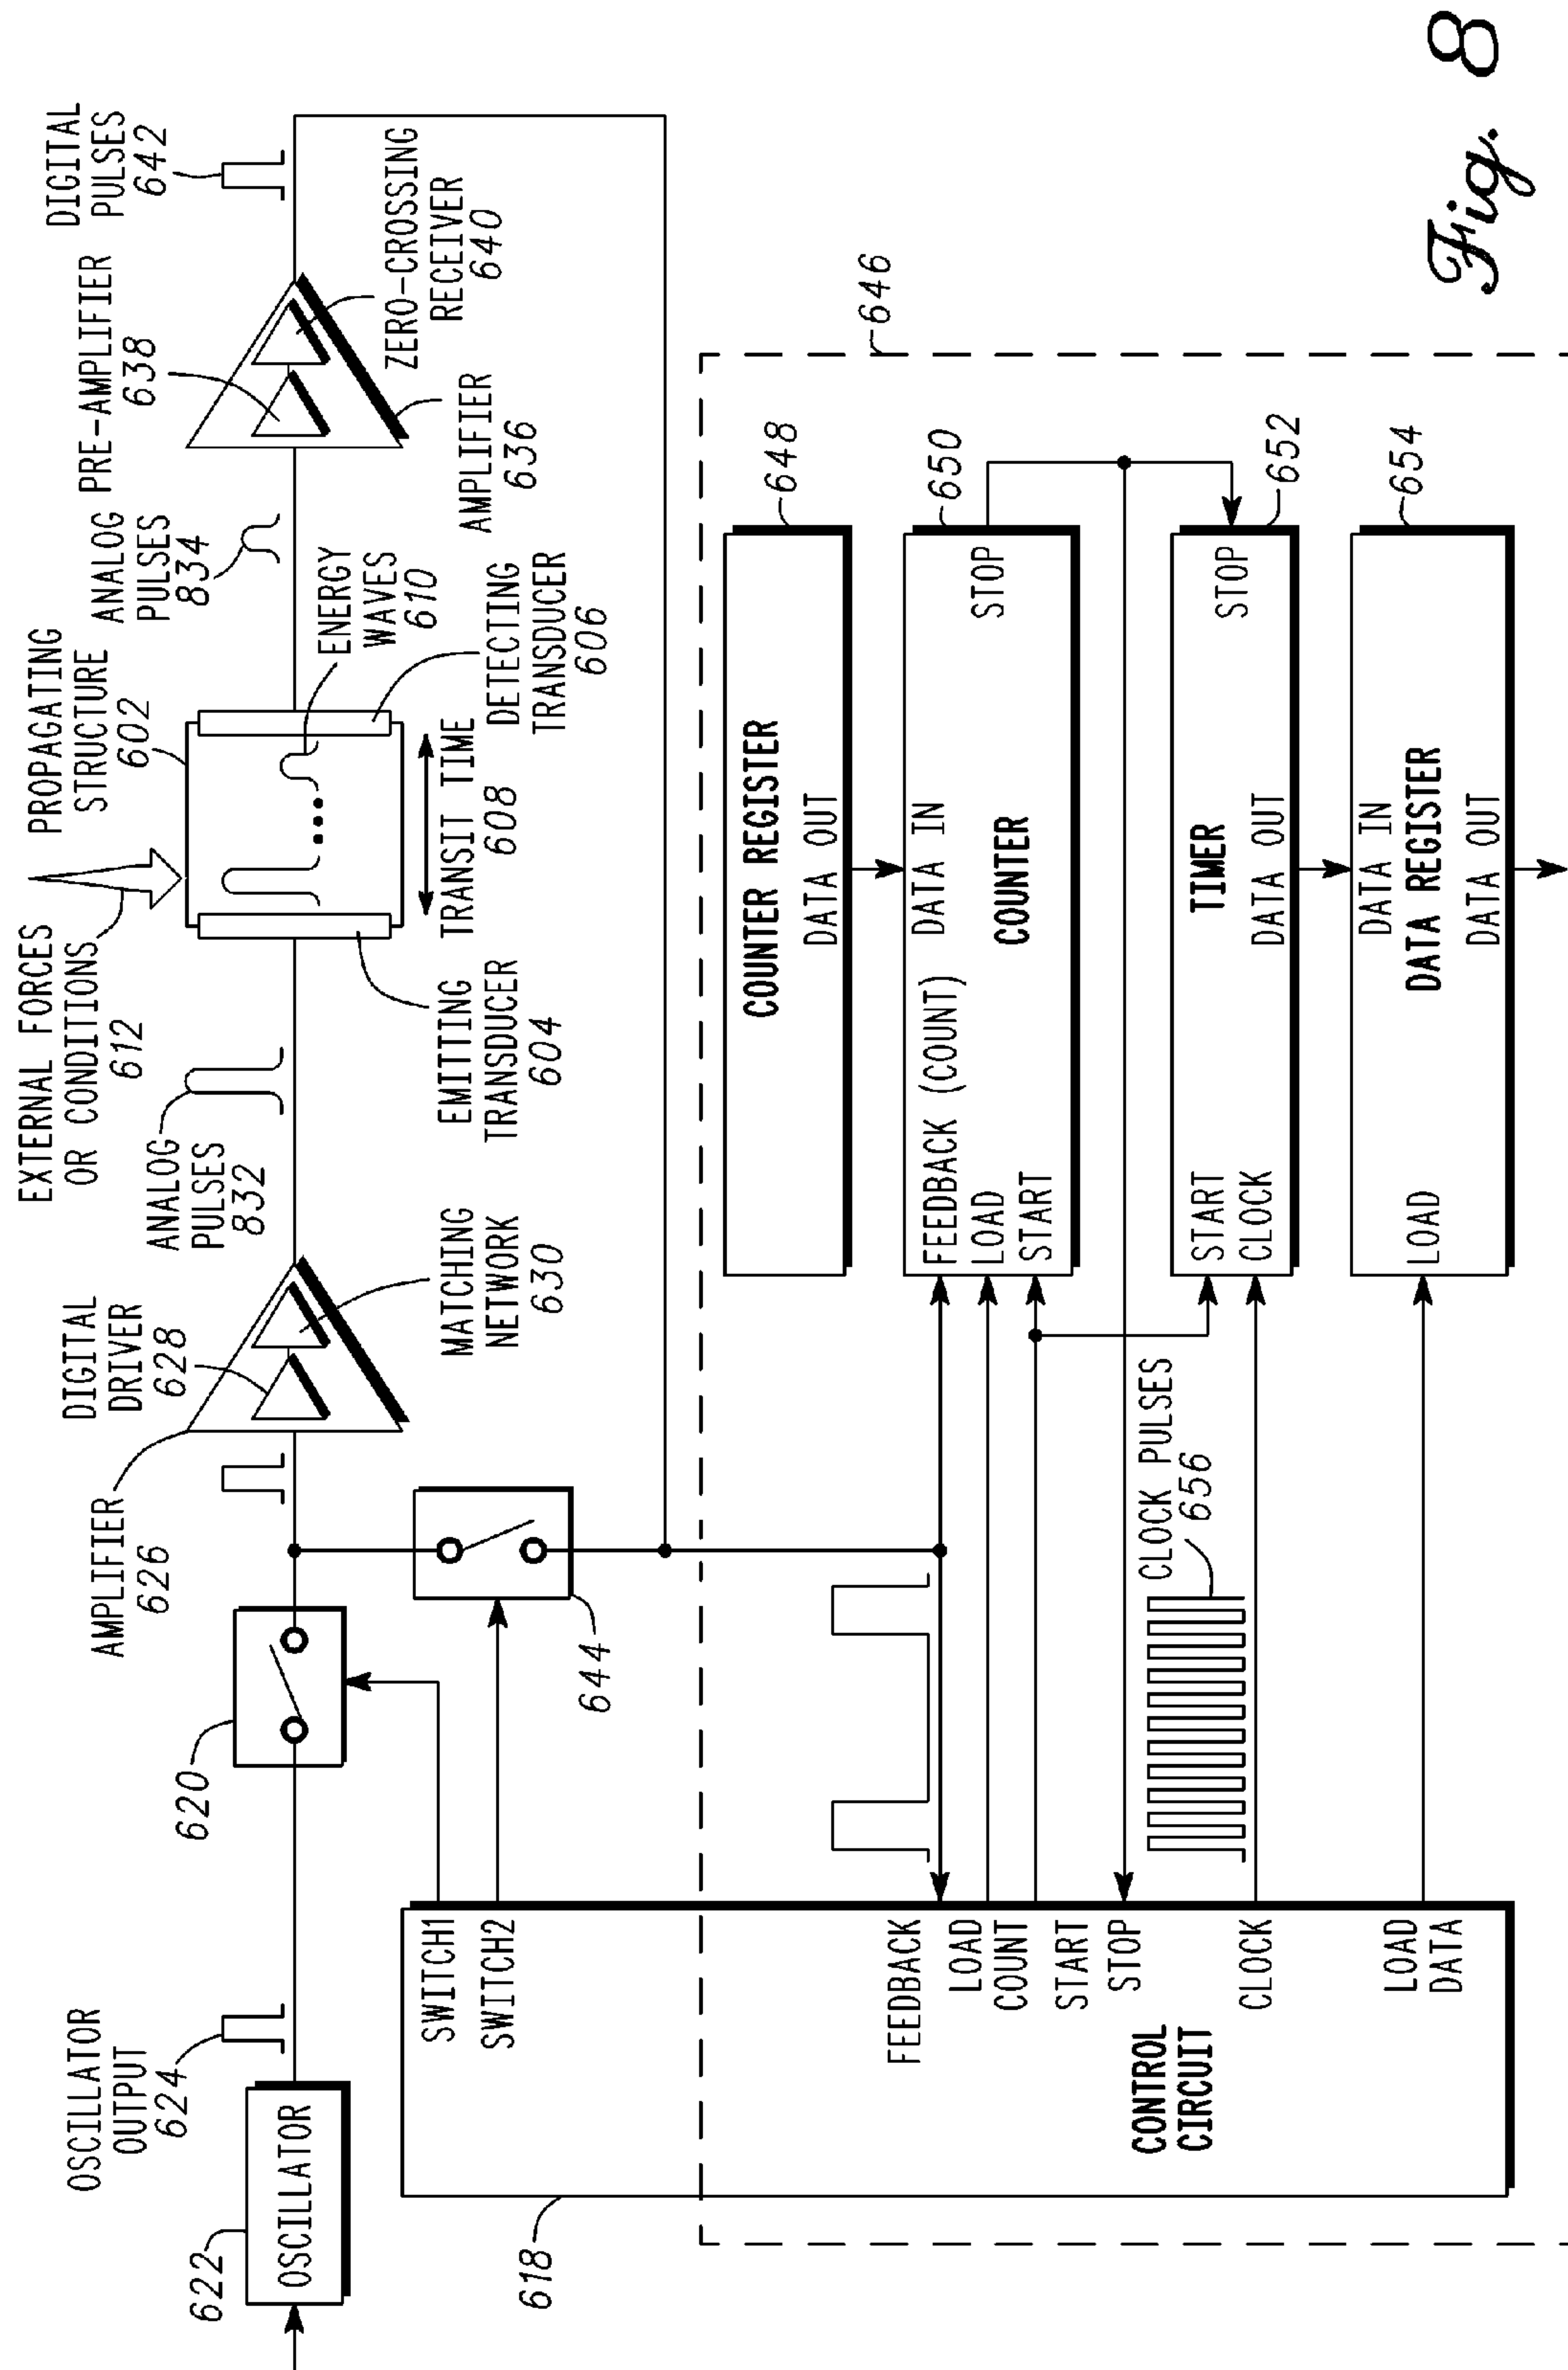 OSCILLATOR
OUTPUT
624
622
OSCILLATOR
620
AMPLIFIER
626
DIGITAL
DRIVER
628
MATCHING
NETWORK
630
ANALOG
PULSES
832
EXTERNAL FORCES
OR CONDITIONS
612
PROPAGATING
STRUCTURE
602
EMITTING
TRANSDUCER
604
TRANSIT TIME
608
ENERGY
WAVES
610
DETECTING
TRANSDUCER
606
ANALOG
PULSES
834
PRE-AMPLIFIER
638
AMPLIFIER
636
ZERO-CROSSING
RECEIVER
640
DIGITAL
PULSES
642
644
646
618
SWITCH1
SWITCH2
FEEDBACK
LOAD
COUNT
START
STOP
CLOCK
LOAD
DATA
CONTROL
CIRCUIT
CLOCK PULSES
656
COUNTER REGISTER
DATA OUT
648
FEEDBACK (COUNT)
LOAD
START
DATA IN
COUNTER
STOP
650
START
CLOCK
TIMER
DATA OUT
STOP
652
LOAD
DATA IN
DATA REGISTER
DATA OUT
654
Fig. 8